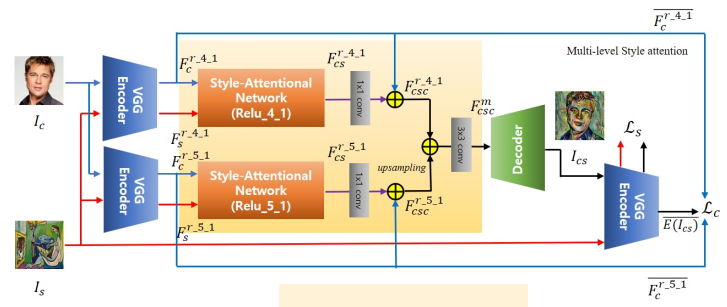 $\overline{F_c^{r\_4\_1}}$
Multi-level Style attention
$F_c^{r\_4\_1}$
$F_{cs}^{r\_4\_1}$
$F_{csc}^{r\_4\_1}$
VGG
Encoder
Style-Attentional
Network
(Relu_4_1)
1x1 conv
$I_c$
$F_s^{r\_4\_1}$
$F_c^{r\_5\_1}$
$F_{cs}^{r\_5\_1}$
upsampling
3x3 conv
$F_{csc}^{m}$
Decoder
$I_{cs}$
$\mathcal{L}_s$
VGG
Encoder
Style-Attentional
Network
(Relu_5_1)
1x1 conv
$F_{csc}^{r\_5\_1}$
VGG
Encoder
$\mathcal{L}_c$
$\overline{E(I_{cs})}$
$F_s^{r\_5\_1}$
$I_s$
$\overline{F_c^{r\_5\_1}}$